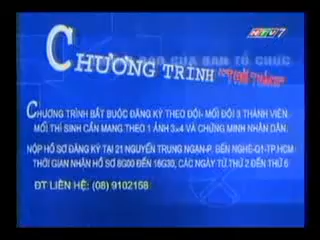 HTV7
CHƯƠNG TRÌNH
CHƯƠNG TRÌNH BẮT BUỘC ĐĂNG KÝ THEO ĐỘI- MỖI ĐỘI 3 THÀNH VIÊN.
MỖI THÍ SINH CẦN MANG THEO 1 ẢNH 3x4 VÀ CHỨNG MINH NHÂN DÂN.
NỘP HỒ SƠ ĐĂNG KÝ TẠI 21 NGUYỄN TRUNG NGẠN-P. BẾN NGHÉ-Q1-TP.HCM
THỜI GIAN NHẬN HỒ SƠ 8G00 ĐẾN 16G30, CÁC NGÀY TỪ THỨ 2 ĐẾN THỨ 6
ĐT LIÊN HỆ: (08) 9102158